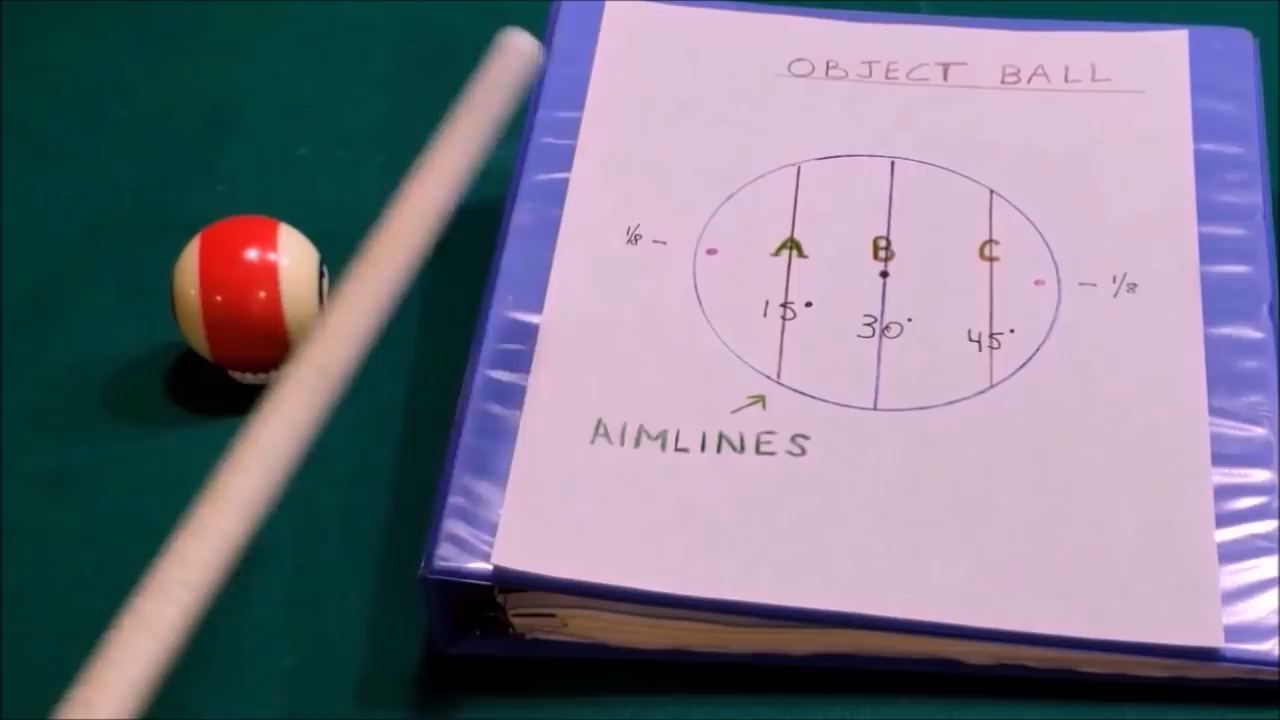 OBJECT BALL
1/8 -
A B C
- 1/8
15° 30° 45°
AIMLINES